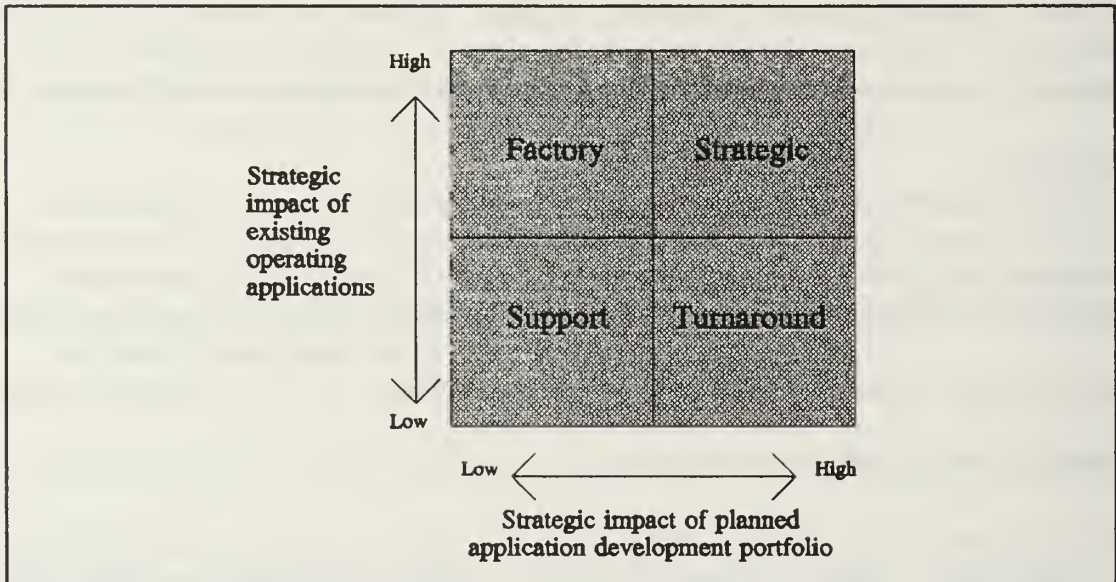 High
Factory
Strategic
Strategic
impact of
existing
operating
applications
Support
Turnaround
Low
Low
High
Strategic impact of planned
application development portfolio